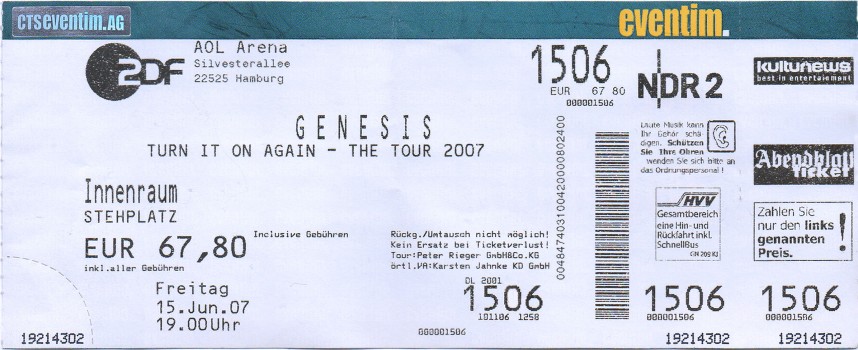 CTSEVENTIM.AG
eventim.
ZDF
AOL Arena
Silvesterallee
22525 Hamburg
1506
EUR 67 80
000001506
NDR 2
kulturnews
best in entertainment
GENESIS
TURN IT ON AGAIN - THE TOUR 2007
Laute Musik kann
Ihr Gehör schä-
digen. Schützen
Sie Ihre Ohren
wenden Sie sich bitte an
das Ordnungspersonal!
Abendblatt
Ticket
Innenraum
STEHPLATZ
EUR 67,80
Inclusive Gebühren
inkl.aller Gebühren
Rückg./Umtausch nicht möglich!
Kein Ersatz bei Ticketverlust!
Tour:Peter Rieger GmbH&Co.KG
örtl.VA:Karsten Jahnke KD GmbH
004847403100420000802400
HVV
Gesamtbereich
eine Hin- und
Rückfahrt inkl.
SchnellBus
Zahlen Sie
nur den links
genannten
Preis. !
Freitag
15.Jun.07
19.00Uhr
DL 2001
1506
101106 1258
000001506
1506
000001506
1506
000001506
19214302
19214302
19214302